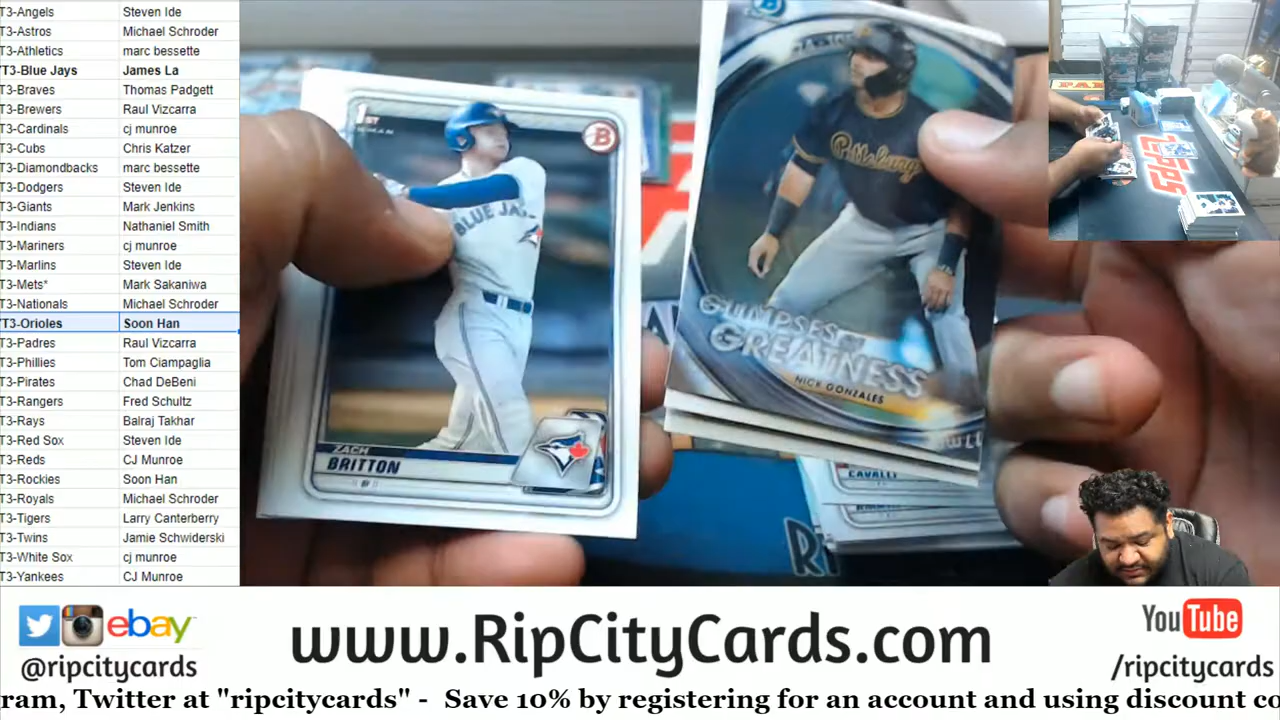 T3-Angels Steven Ide
T3-Astros Michael Schroder
T3-Athletics marc bessette
T3-Blue Jays James La
T3-Braves Thomas Padgett
T3-Brewers Raul Vizcarra
T3-Cardinals cj munroe
T3-Cubs Chris Katzer
T3-Diamondbacks marc bessette
T3-Dodgers Steven Ide
T3-Giants Mark Jenkins
T3-Indians Nathaniel Smith
T3-Mariners cj munroe
T3-Marlins Steven Ide
T3-Mets* Mark Sakaniwa
T3-Nationals Michael Schroder
T3-Orioles Soon Han
T3-Padres Raul Vizcarra
T3-Phillies Tom Ciampaglia
T3-Pirates Chad DeBeni
T3-Rangers Fred Schultz
T3-Rays Balraj Takhar
T3-Red Sox Steven Ide
T3-Reds CJ Munroe
T3-Rockies Soon Han
T3-Royals Michael Schroder
T3-Tigers Larry Canterberry
T3-Twins Jamie Schwiderski
T3-White Sox cj munroe
T3-Yankees CJ Munroe
1ST
B
BLUE JA
ZACH
BRITTON
Pittsburg
GLIMPSES
GREATNESS
NICK GONZALES
CAVALLI
TOPPS
ebay
@ripcitycards
www.RipCityCards.com
YouTube
/ripcitycards
ram, Twitter at "ripcitycards" - Save 10% by registering for an account and using discount co